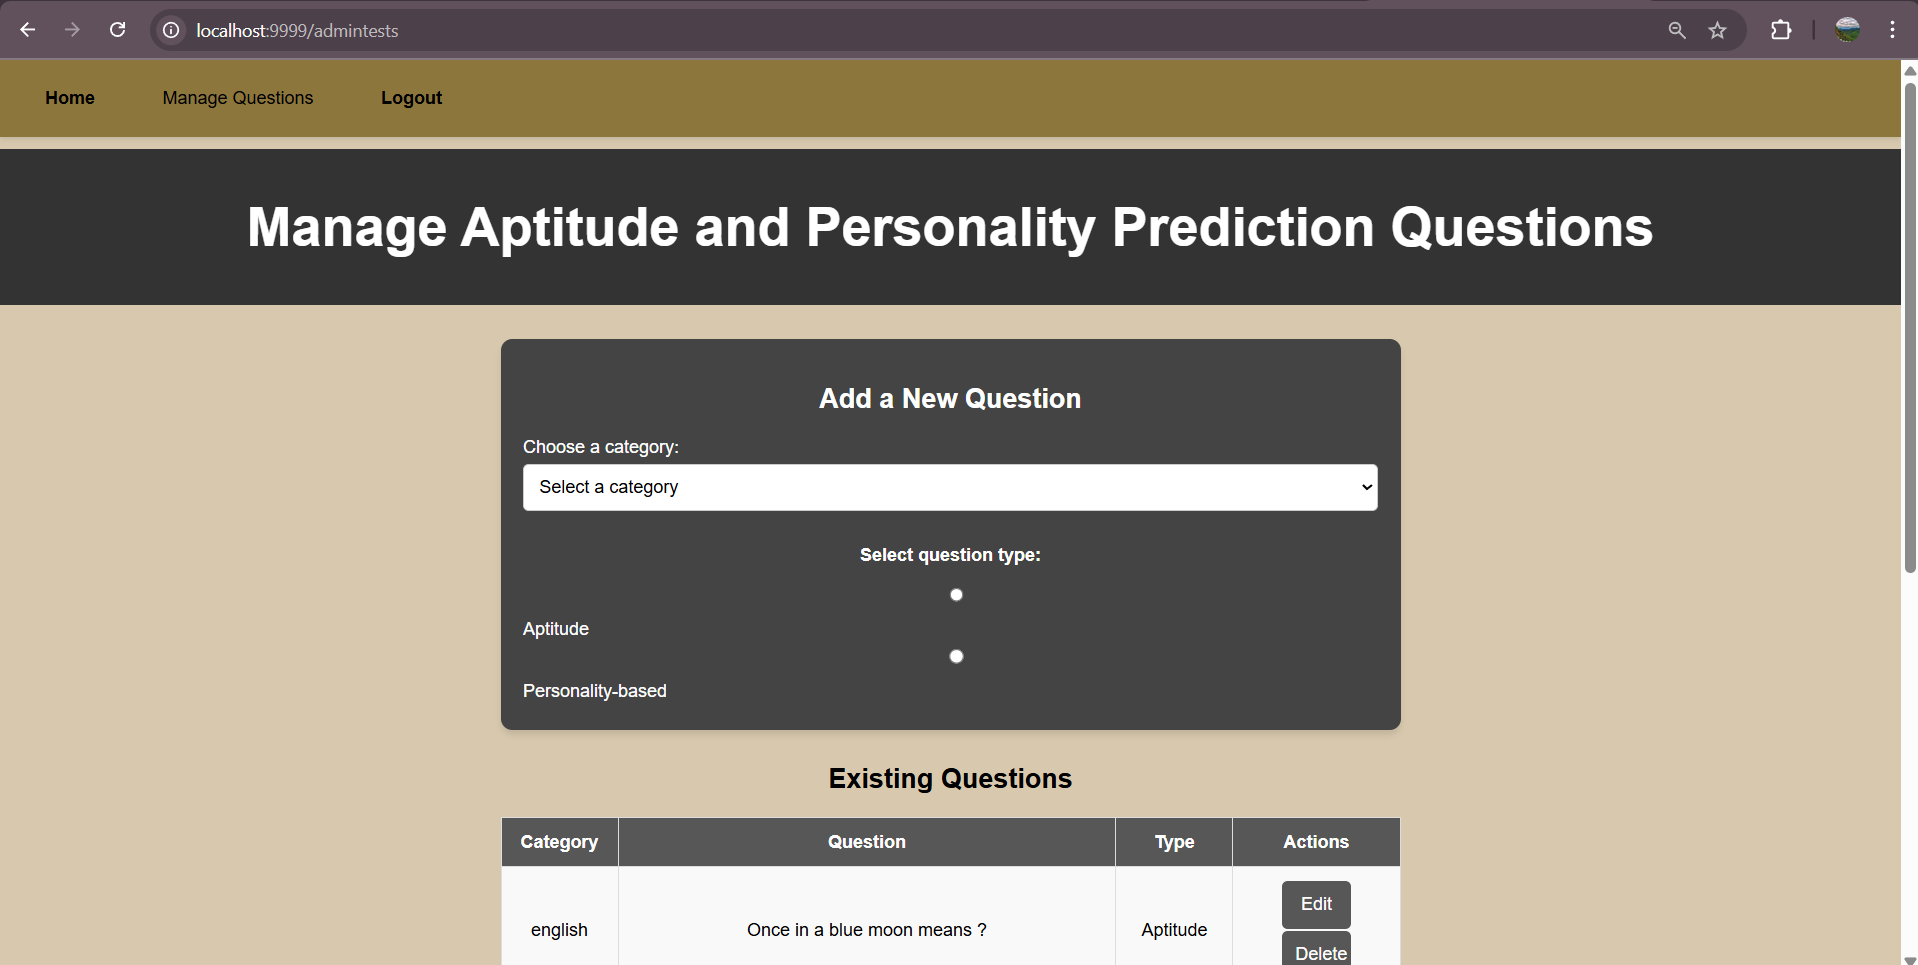 localhost:9999/admintests
Home Manage Questions Logout
Manage Aptitude and Personality Prediction Questions
Add a New Question
Choose a category:
Select a category
Select question type:
Aptitude
Personality-based
Existing Questions
Category Question Type Actions
english Once in a blue moon means ? Aptitude Edit
Delete